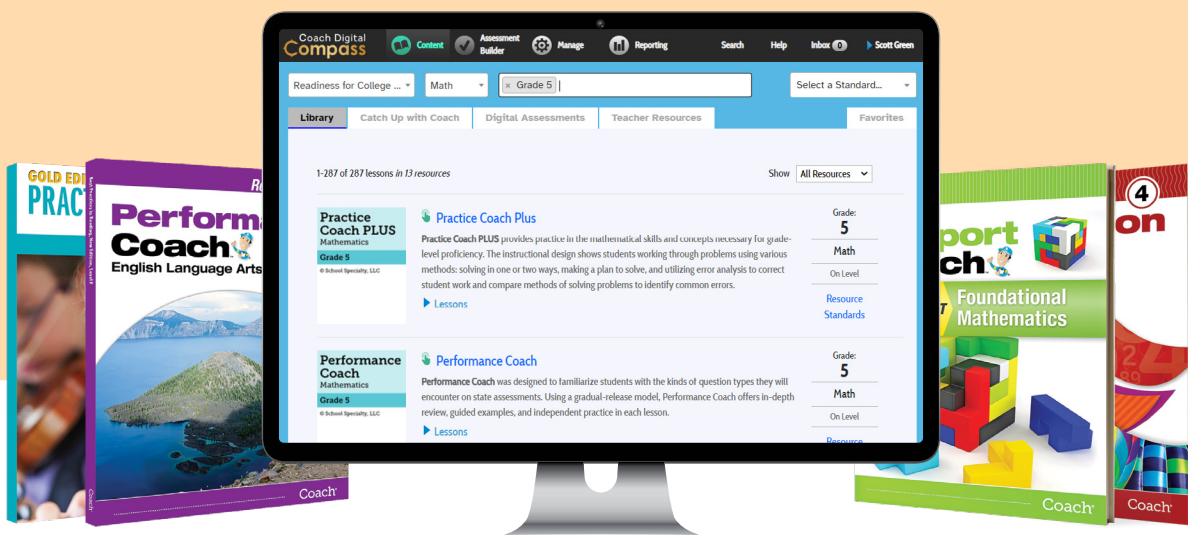 Coach Digital
Compass
Content
Assessment
Builder
Manage
Reporting
Search
Help
Inbox 0
Scott Green
Readiness for College ...
Math
× Grade 5
Select a Standard...
Library
Catch Up with Coach
Digital Assessments
Teacher Resources
Favorites
1-287 of 287 lessons in 13 resources
Show
All Resources
Practice
Coach PLUS
Mathematics
Grade 5
© School Specialty, LLC
Practice Coach Plus
Practice Coach PLUS provides practice in the mathematical skills and concepts necessary for grade-
level proficiency. The instructional design shows students working through problems using various
methods: solving in one or two ways, making a plan to solve, and utilizing error analysis to correct
student work and compare methods of solving problems to identify common errors.
Lessons
Grade:
5
Math
On Level
Resource
Standards
Performance
Coach
Mathematics
Grade 5
© School Specialty, LLC
Performance Coach
Performance Coach was designed to familiarize students with the kinds of question types they will
encounter on state assessments. Using a gradual-release model, Performance Coach offers in-depth
review, guided examples, and independent practice in each lesson.
Lessons
Grade:
5
Math
On Level
Resource
GOLD EDI
PRAC
Perform
Coach
English Language Arts
Coach
Coach
port
ch
Foundational
Mathematics
Coach
4
on
Coach